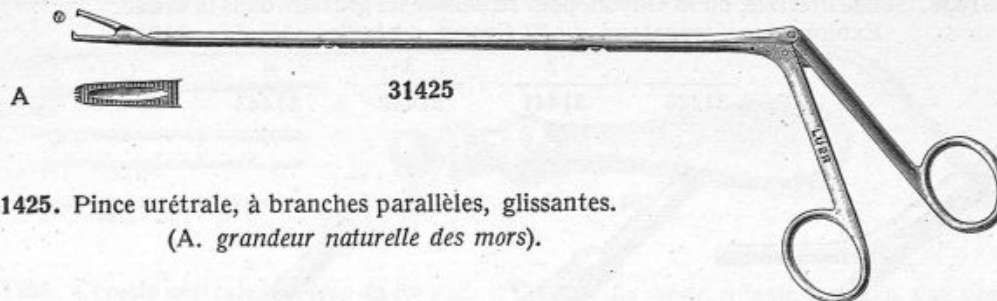 A
31425
LUER
1425. Pince urétrale, à branches parallèles, glissantes.
(A. grandeur naturelle des mors).